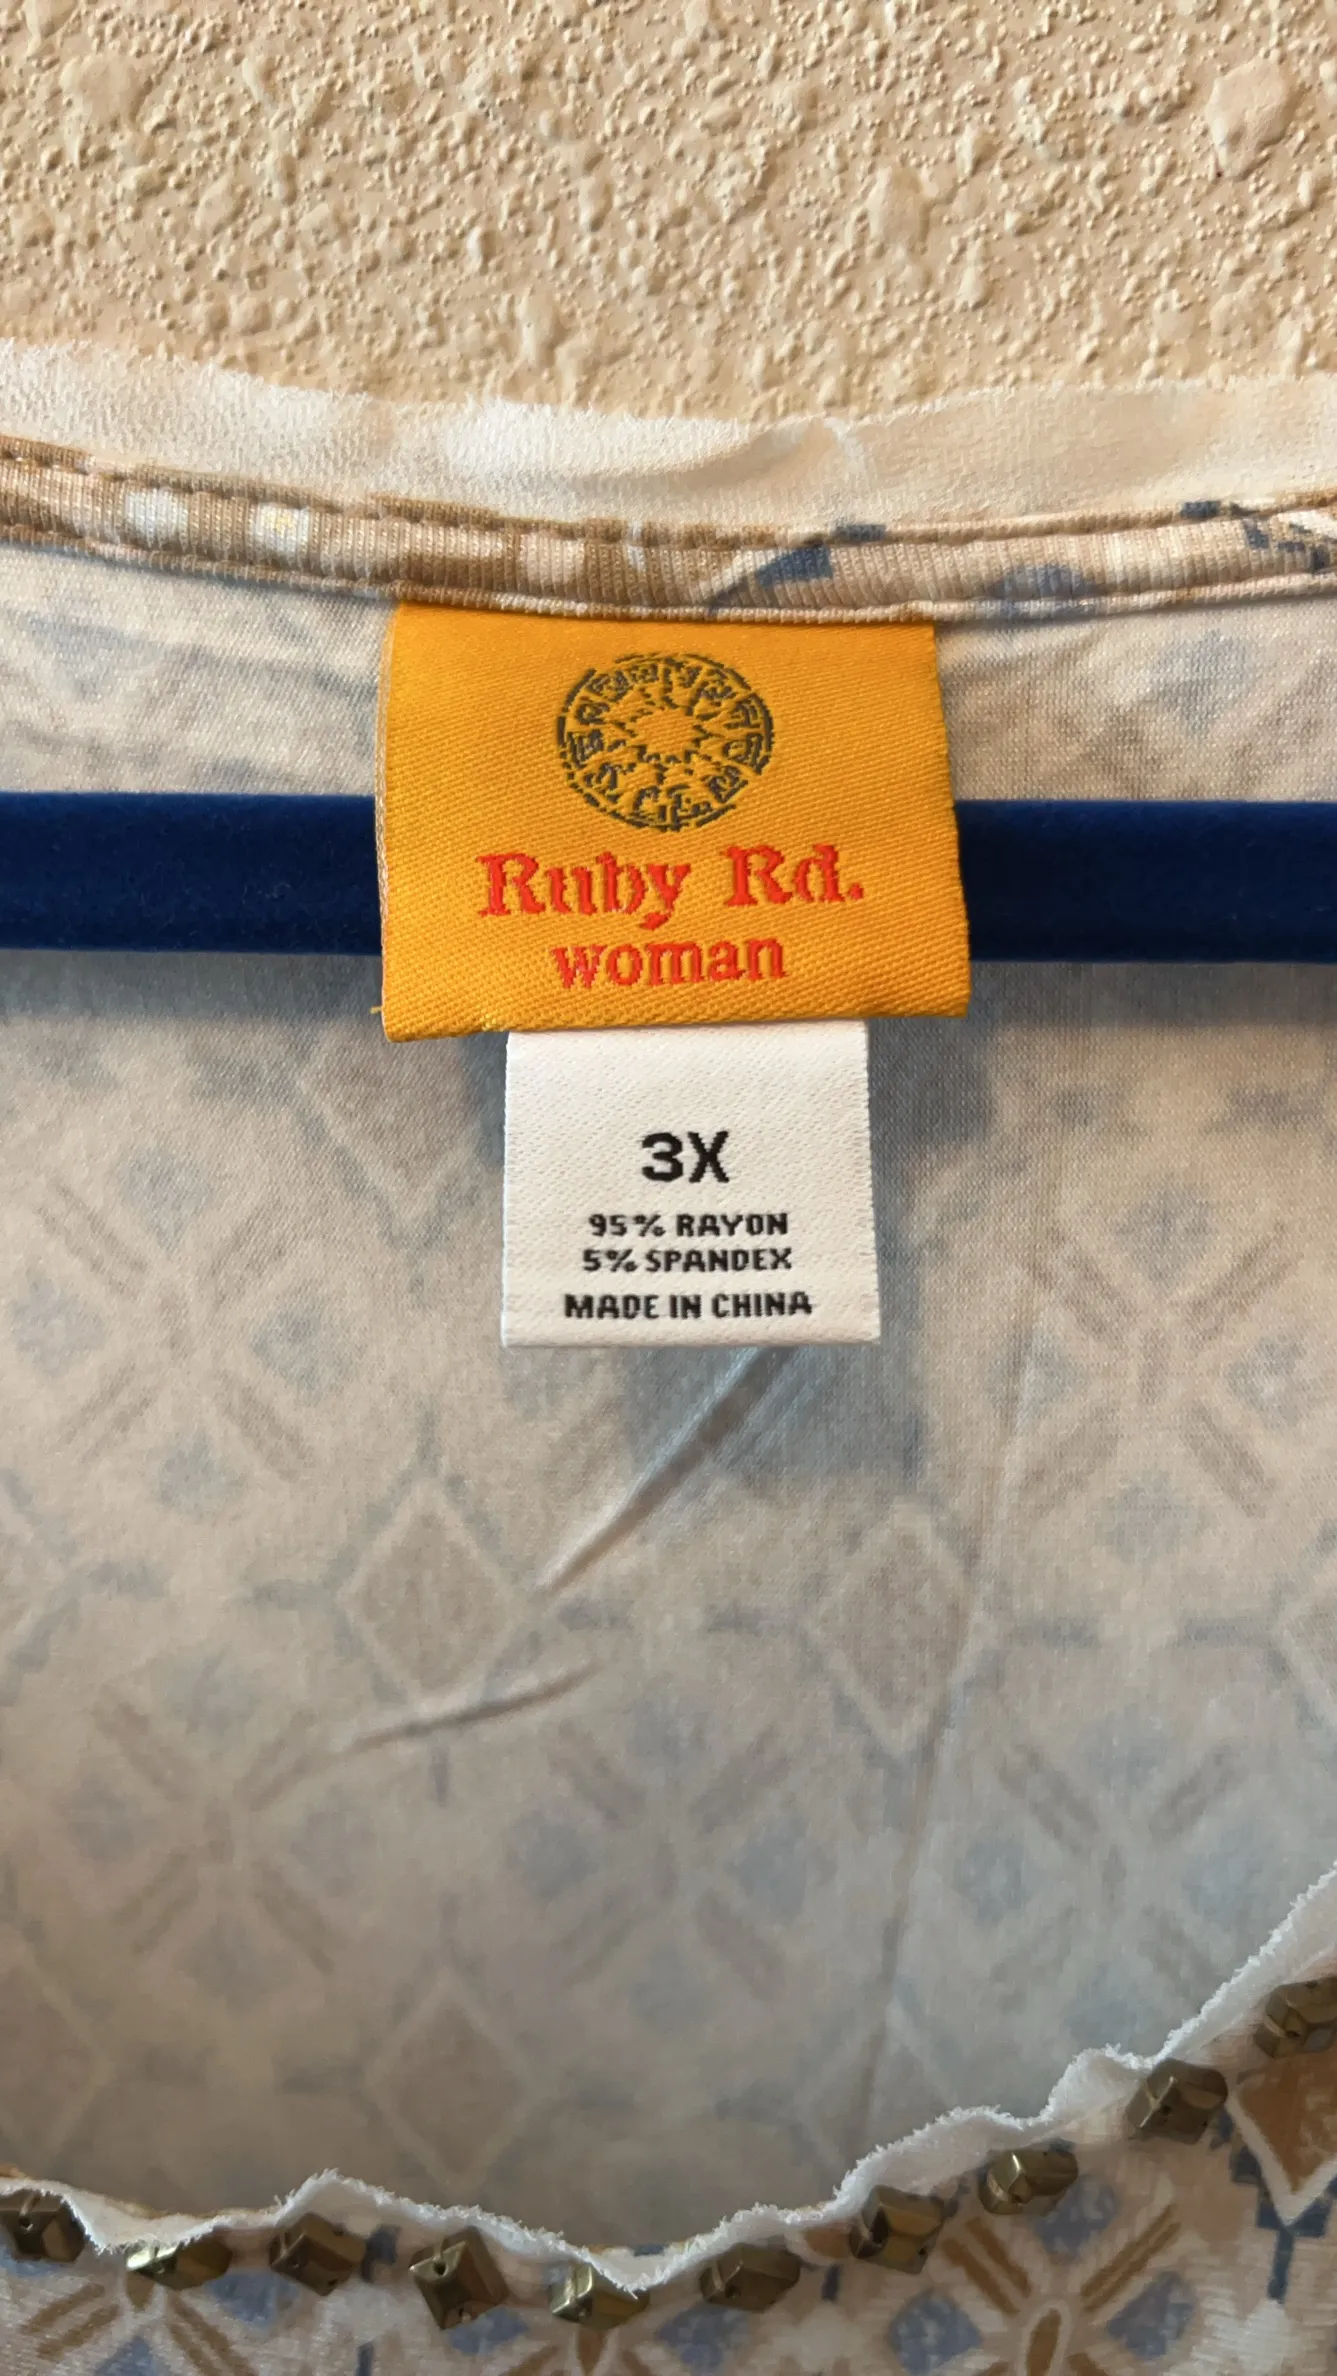 Ruby Rd.
woman
3X
95% RAYON
5% SPANDEX
MADE IN CHINA